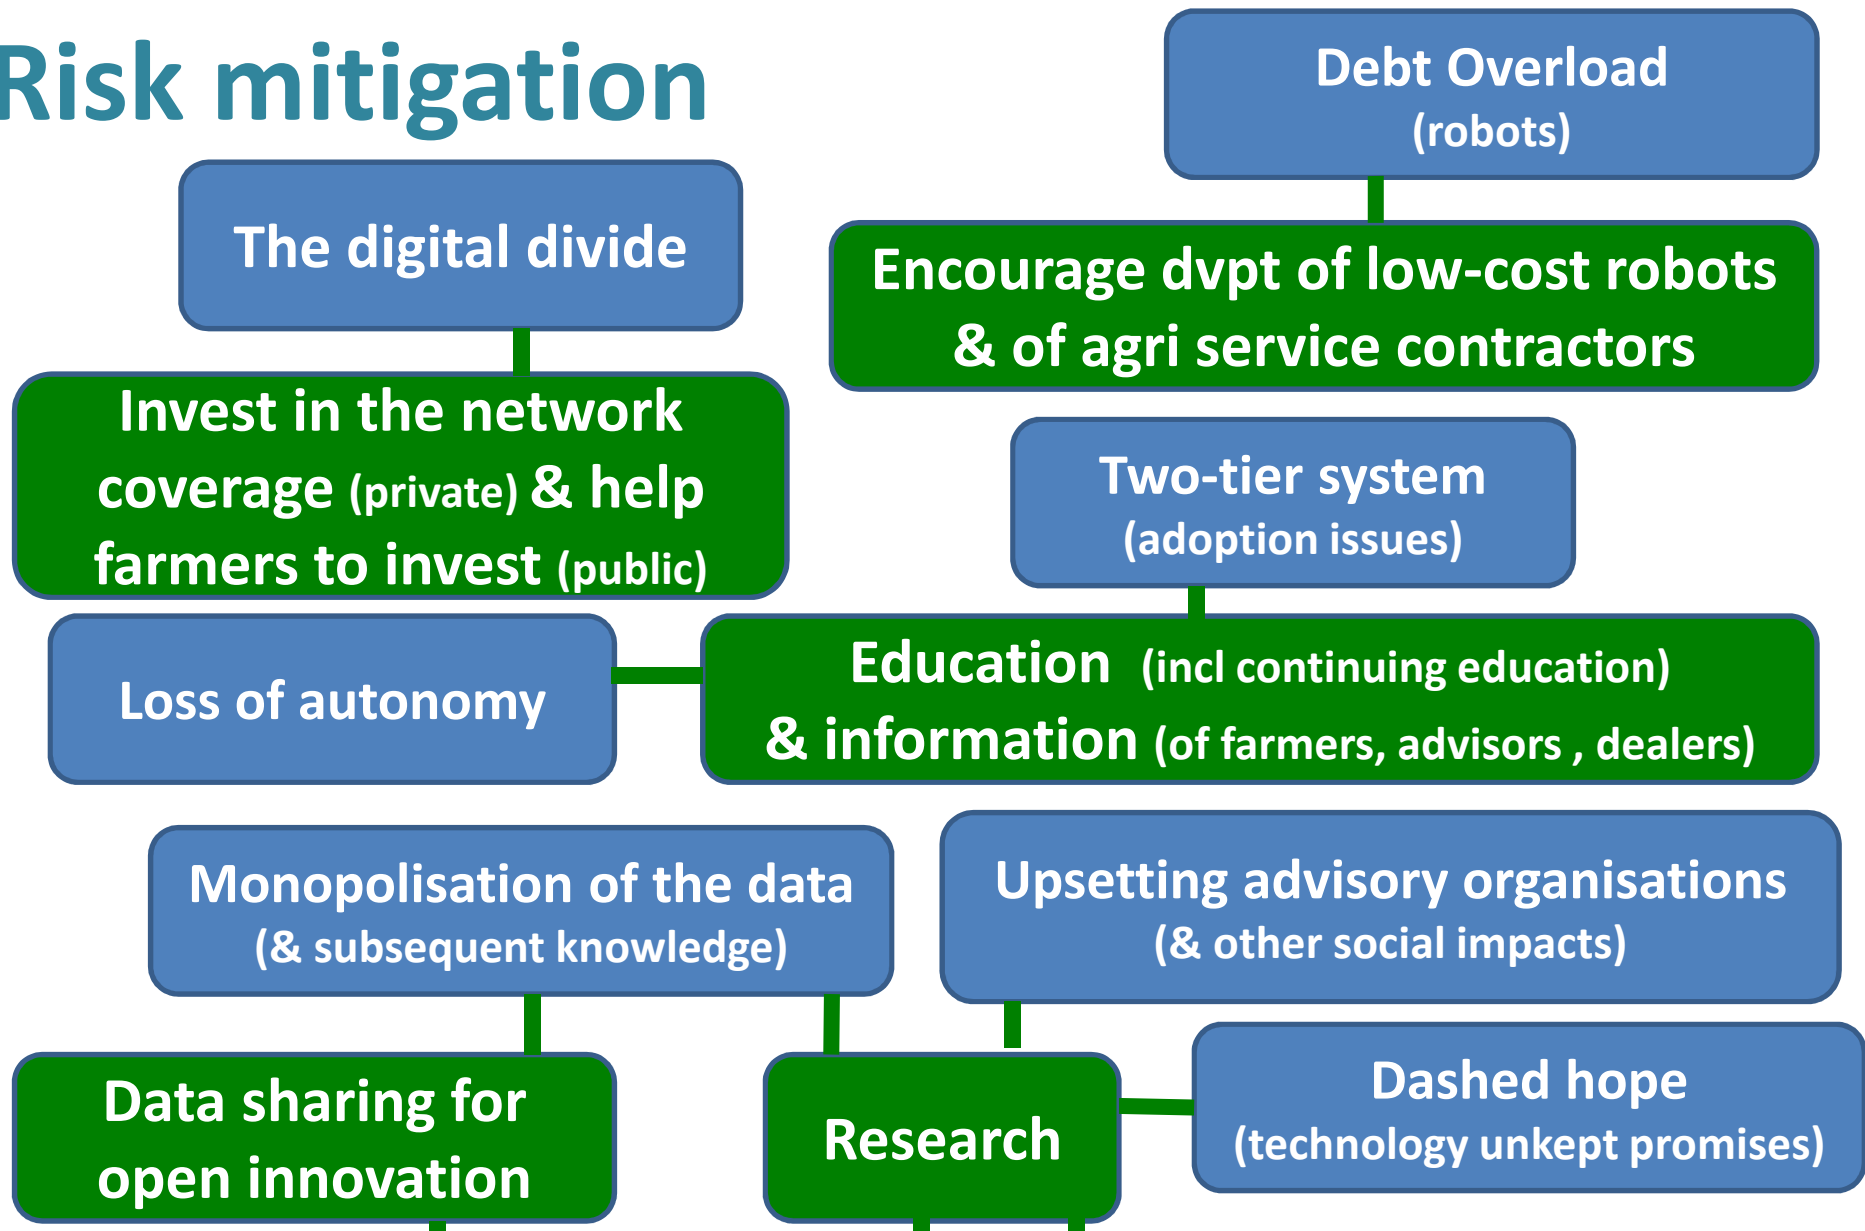 Risk mitigation
Debt Overload
(robots)
The digital divide
Encourage dvpt of low-cost robots
& of agri service contractors
Invest in the network
coverage (private) & help
farmers to invest (public)
Two-tier system
(adoption issues)
Loss of autonomy
Education (incl continuing education)
& information (of farmers, advisors , dealers)
Monopolisation of the data
(& subsequent knowledge)
Upsetting advisory organisations
(& other social impacts)
Data sharing for
open innovation
Research
Dashed hope
(technology unkept promises)